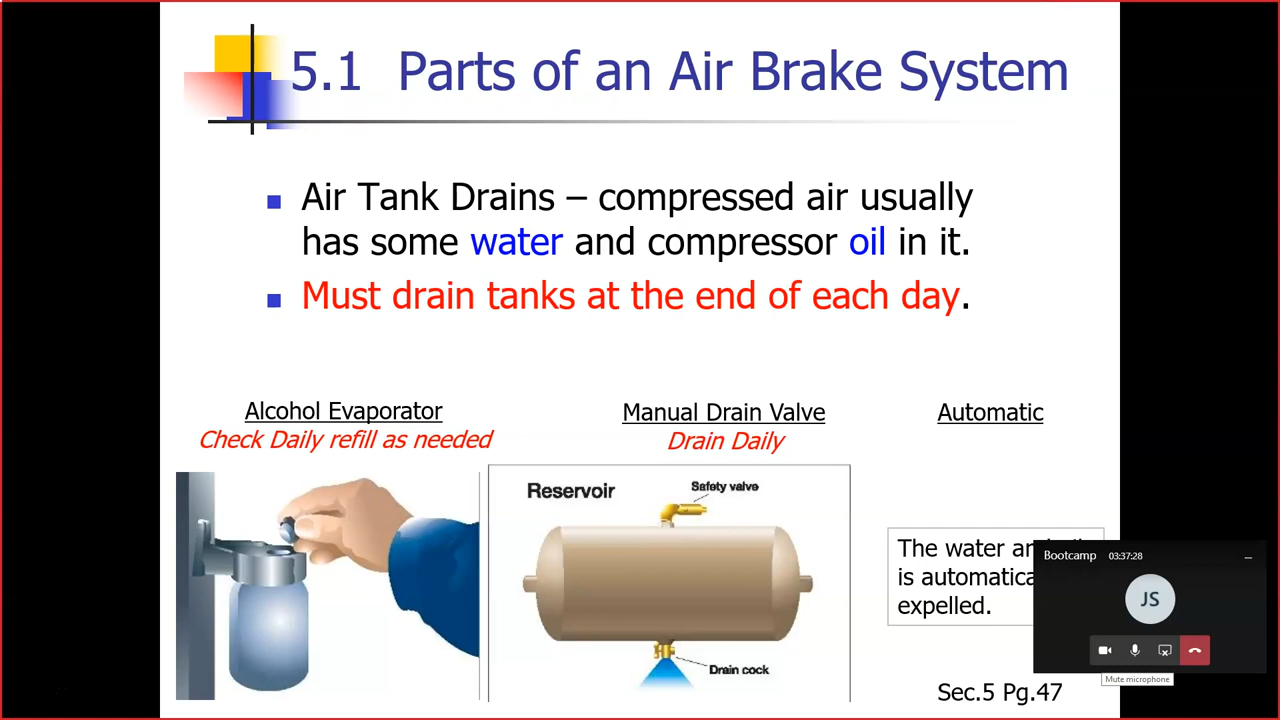 5.1 Parts of an Air Brake System
Air Tank Drains – compressed air usually
has some water and compressor oil in it.
Must drain tanks at the end of each day.
Alcohol Evaporator
Check Daily refill as needed
Manual Drain Valve
Drain Daily
Automatic
Reservoir
Safety valve
Drain cock
The water
is
expelled.
Bootcamp 03:37:28
JS
Mute microphone
Sec.5 Pg.47